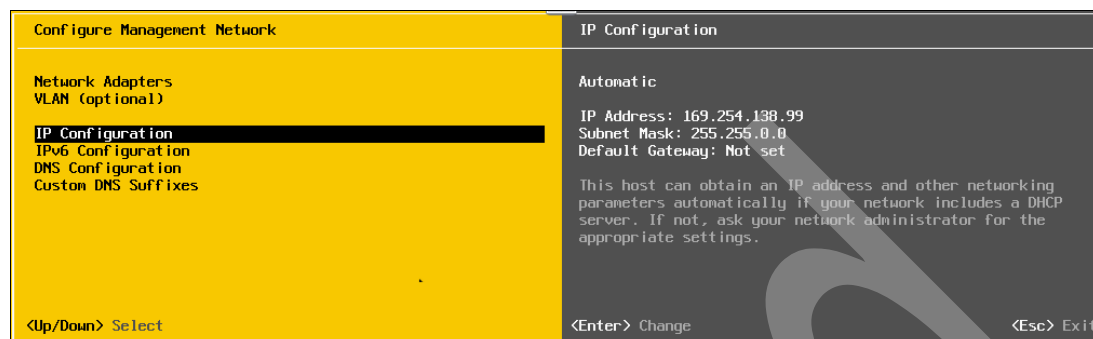 Configure Management Network
Network Adapters
VLAN (optional)
IP Configuration
IPv6 Configuration
DNS Configuration
Custom DNS Suffixes
<Up/Down> Select
IP Configuration
Automatic
IP Address: 169.254.138.99
Subnet Mask: 255.255.0.0
Default Gateway: Not set
This host can obtain an IP address and other networking
parameters automatically if your network includes a DHCP
server. If not, ask your network administrator for the
appropriate settings.
<Enter> Change
<Esc> Exit